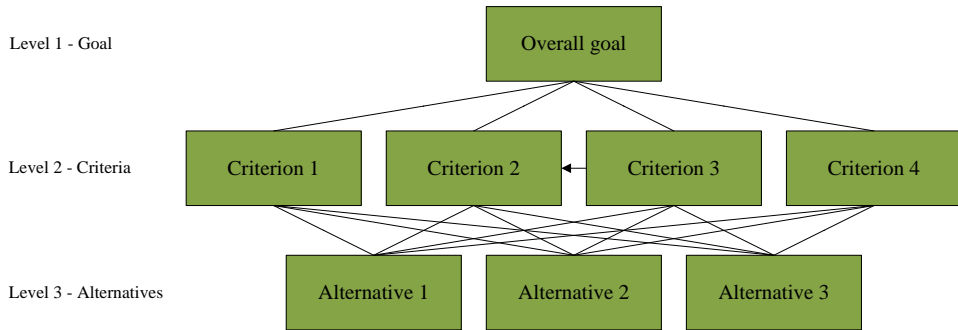 Level 1 - Goal
Overall goal
Level 2 - Criteria
Criterion 1
Criterion 2
Criterion 3
Criterion 4
Level 3 - Alternatives
Alternative 1
Alternative 2
Alternative 3